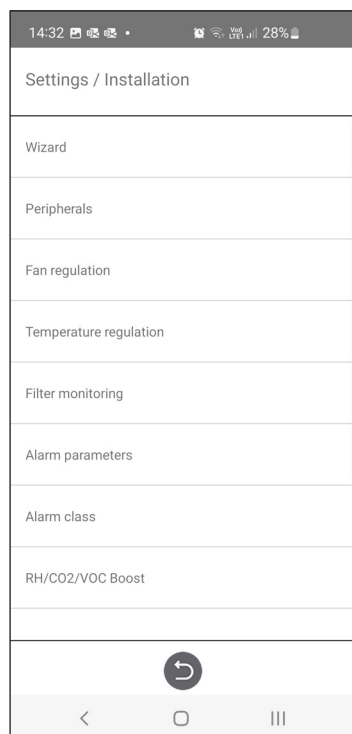 14:32 28%
Settings / Installation
Wizard
Peripherals
Fan regulation
Temperature regulation
Filter monitoring
Alarm parameters
Alarm class
RH/CO2/VOC Boost